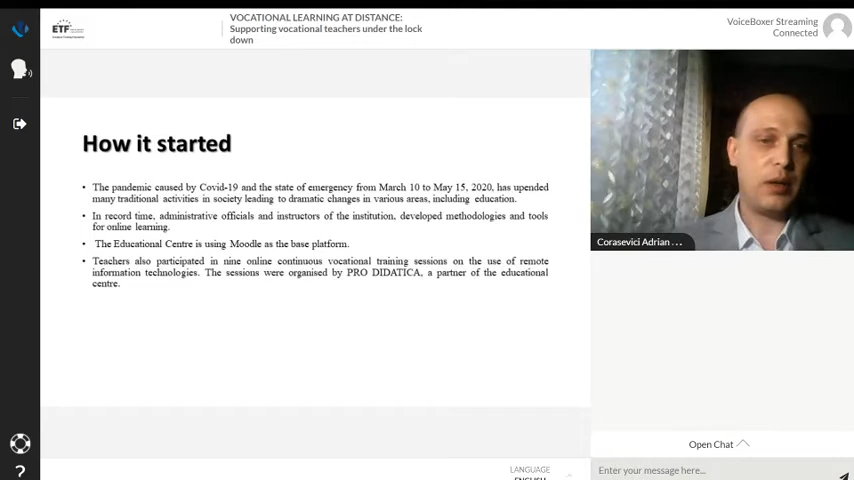 VOCATIONAL LEARNING AT DISTANCE:
Supporting vocational teachers under the lock
down
VoiceBoxer Streaming
Connected
ETF
How it started
• The pandemic caused by Covid-19 and the state of emergency from March 10 to May 15, 2020, has upended
many traditional activities in society leading to dramatic changes in various areas, including education.
• In record time, administrative officials and instructors of the institution, developed methodologies and tools
for online learning.
• The Educational Centre is using Moodle as the base platform.
• Teachers also participated in nine online continuous vocational training sessions on the use of remote
information technologies. The sessions were organised by PRO DIDATICA, a partner of the educational
centre.
Corasevici Adrian ...
Open Chat
Enter your message here...
LANGUAGE
ENGLISH
?